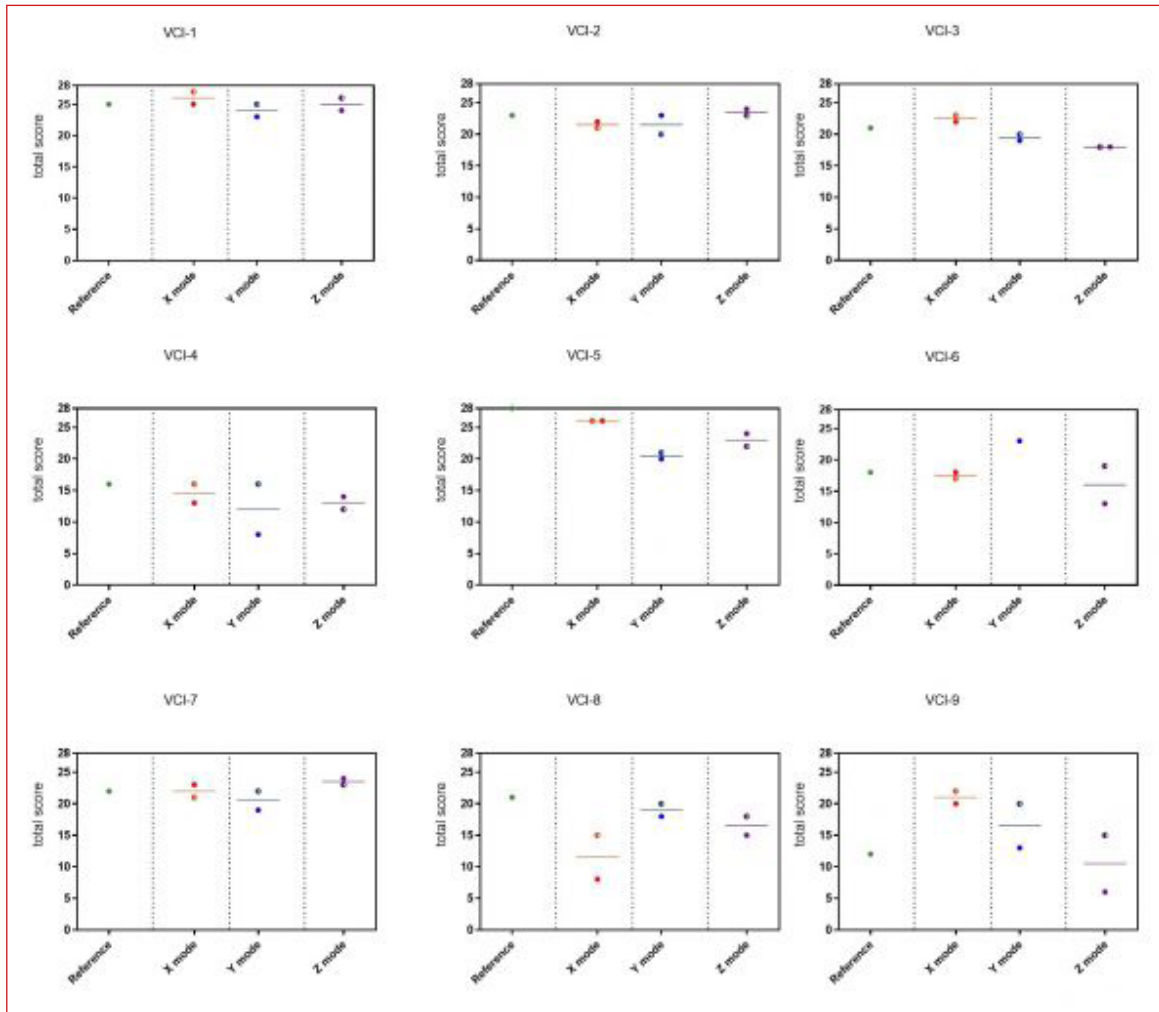 VCI-1
total score
28
25
20
15
10
5
0
Reference
X mode
Y mode
Z mode
VCI-2
total score
28
25
20
15
10
5
0
Reference
X mode
Y mode
Z mode
VCI-3
total score
28
25
20
15
10
5
0
Reference
X mode
Y mode
Z mode
VCI-4
total score
28
25
20
15
10
5
0
Reference
X mode
Y mode
Z mode
VCI-5
total score
28
25
20
15
10
5
0
Reference
X mode
Y mode
Z mode
VCI-6
total score
28
25
20
15
10
5
0
Reference
X mode
Y mode
Z mode
VCI-7
total score
28
25
20
15
10
5
0
Reference
X mode
Y mode
Z mode
VCI-8
total score
28
25
20
15
10
5
0
Reference
X mode
Y mode
Z mode
VCI-9
total score
28
25
20
15
10
5
0
Reference
X mode
Y mode
Z mode